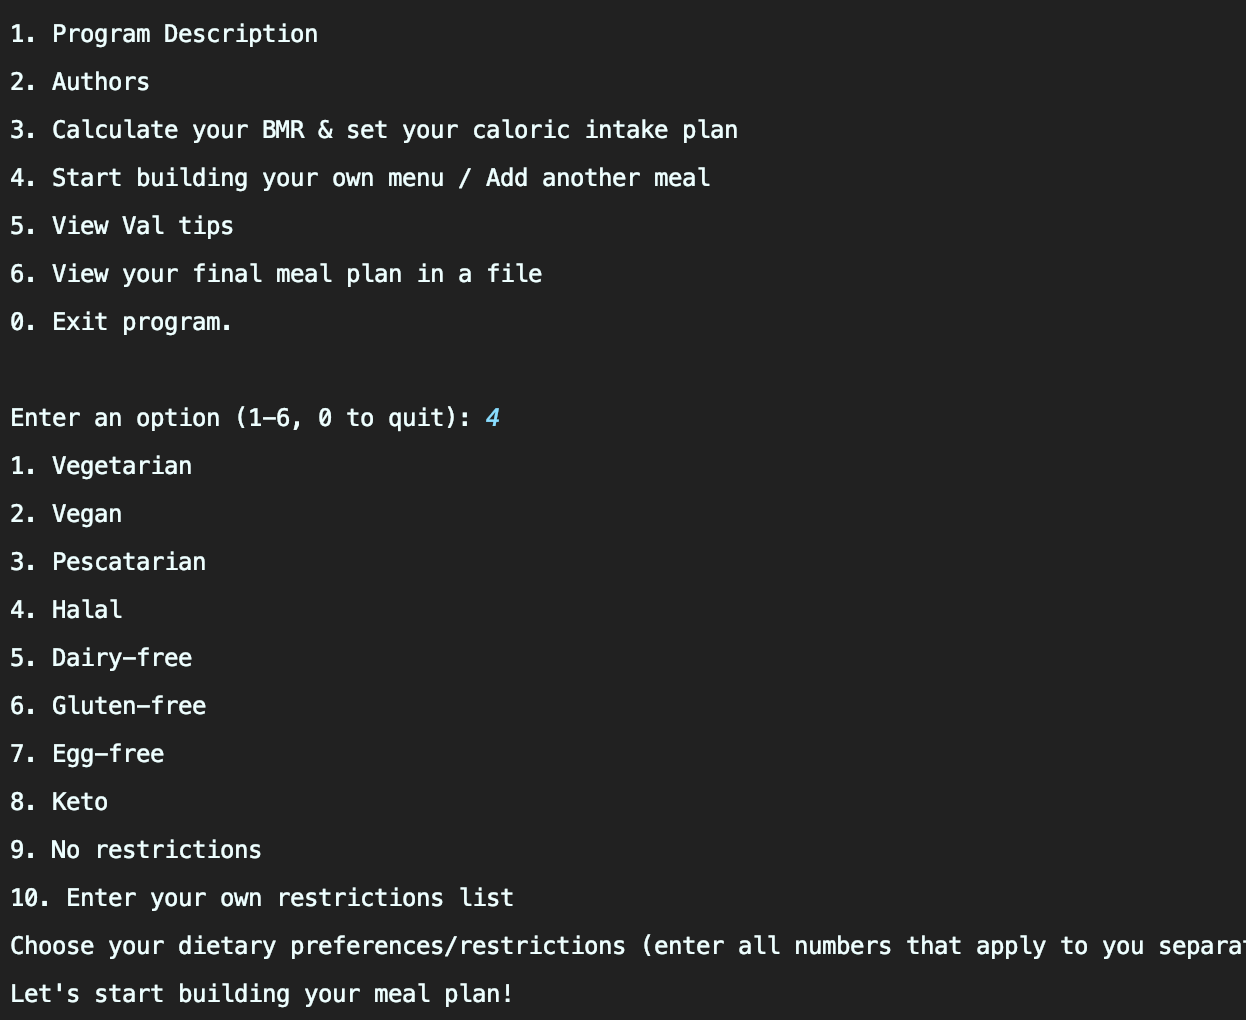 1. Program Description
2. Authors
3. Calculate your BMR & set your caloric intake plan
4. Start building your own menu / Add another meal
5. View Val tips
6. View your final meal plan in a file
0. Exit program.
Enter an option (1-6, 0 to quit): 4
1. Vegetarian
2. Vegan
3. Pescatarian
4. Halal
5. Dairy-free
6. Gluten-free
7. Egg-free
8. Keto
9. No restrictions
10. Enter your own restrictions list
Choose your dietary preferences/restrictions (enter all numbers that apply to you
Let's start building your meal plan!